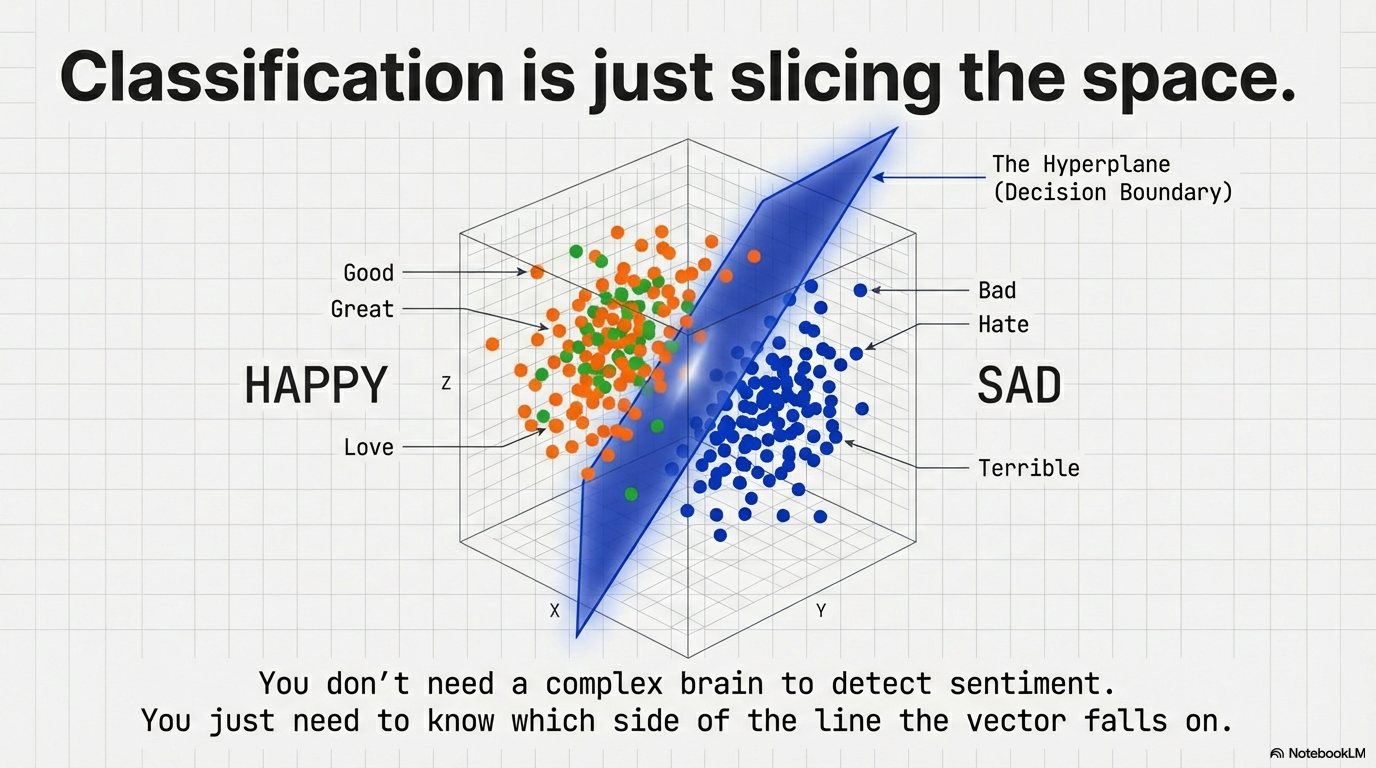 Classification is just slicing the space.
The Hyperplane
(Decision Boundary)
Good
Great
HAPPY
Love
Z
X
Y
Bad
Hate
SAD
Terrible
You don't need a complex brain to detect sentiment.
You just need to know which side of the line the vector falls on.
NotebookLM